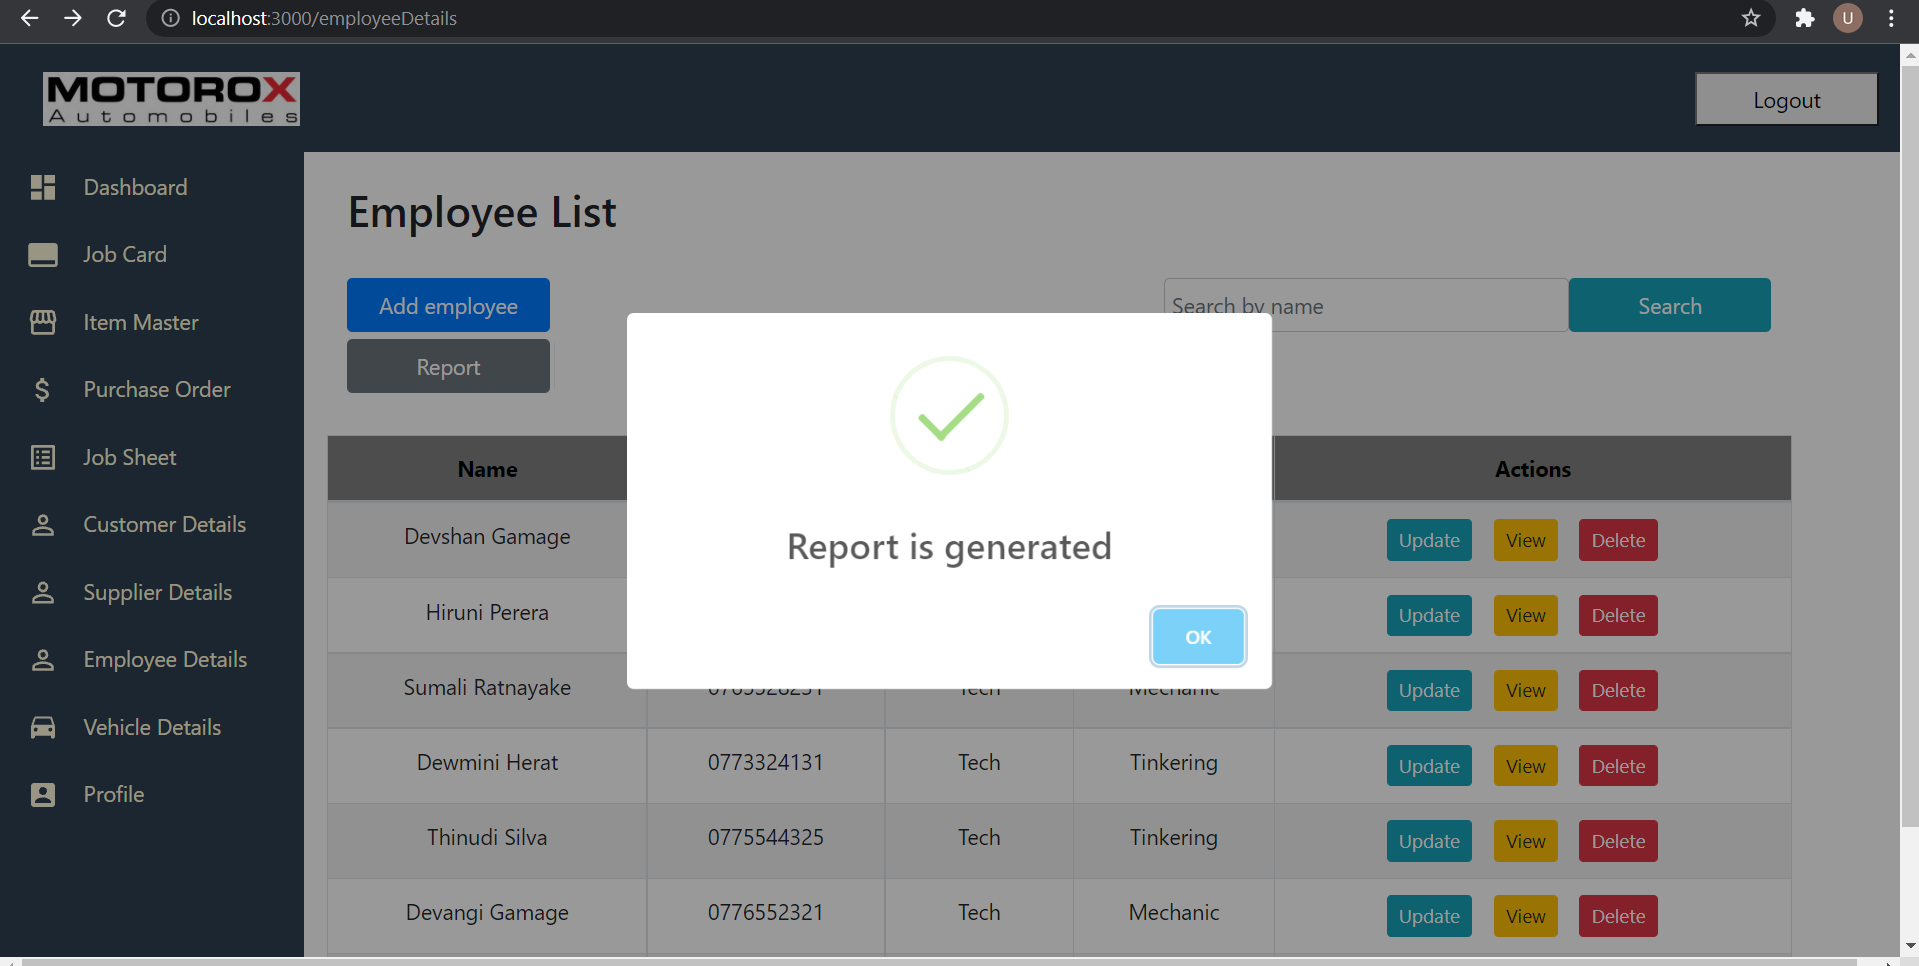 localhost:3000/employeeDetails
U
MOTOROX
Automobiles
Logout
Dashboard
Job Card
Item Master
Purchase Order
Job Sheet
Customer Details
Supplier Details
Employee Details
Vehicle Details
Profile
Employee List
Add employee
Search by name
Search
Report
Report is generated
OK
Name Actions
Devshan Gamage Update View Delete
Hiruni Perera Update View Delete
Sumali Ratnayake Tech Mechanic Update View Delete
Dewmini Herat 0773324131 Tech Tinkering Update View Delete
Thinudi Silva 0775544325 Tech Tinkering Update View Delete
Devangi Gamage 0776552321 Tech Mechanic Update View Delete